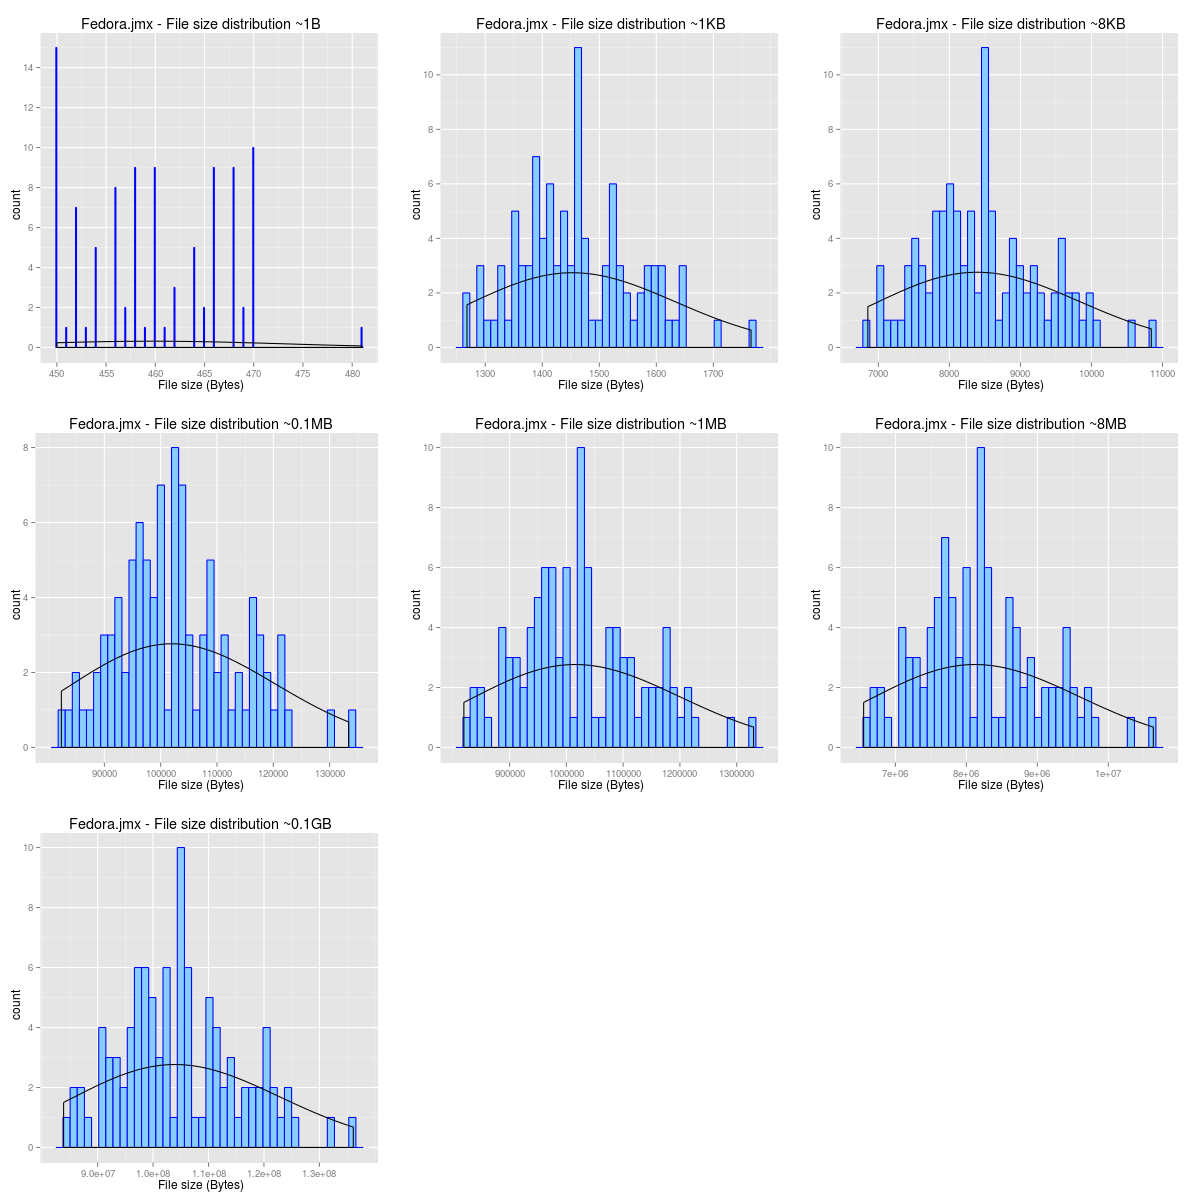 Fedora.jmx - File size distribution ~1B
14
12
10
8
6
4
2
0
count
450 455 460 465 470 475 480
File size (Bytes)
Fedora.jmx - File size distribution ~1KB
10
8
6
4
2
0
count
1300 1400 1500 1600 1700
File size (Bytes)
Fedora.jmx - File size distribution ~8KB
10
8
6
4
2
0
count
7000 8000 9000 10000 11000
File size (Bytes)
Fedora.jmx - File size distribution ~0.1MB
8
6
4
2
0
count
90000 100000 110000 120000 130000
File size (Bytes)
Fedora.jmx - File size distribution ~1MB
10
8
6
4
2
0
count
900000 1000000 1100000 1200000 1300000
File size (Bytes)
Fedora.jmx - File size distribution ~8MB
10
8
6
4
2
0
count
7e+06 8e+06 9e+06 1e+07
File size (Bytes)
Fedora.jmx - File size distribution ~0.1GB
10
8
6
4
2
0
count
9.0e+07 1.0e+08 1.1e+08 1.2e+08 1.3e+08
File size (Bytes)